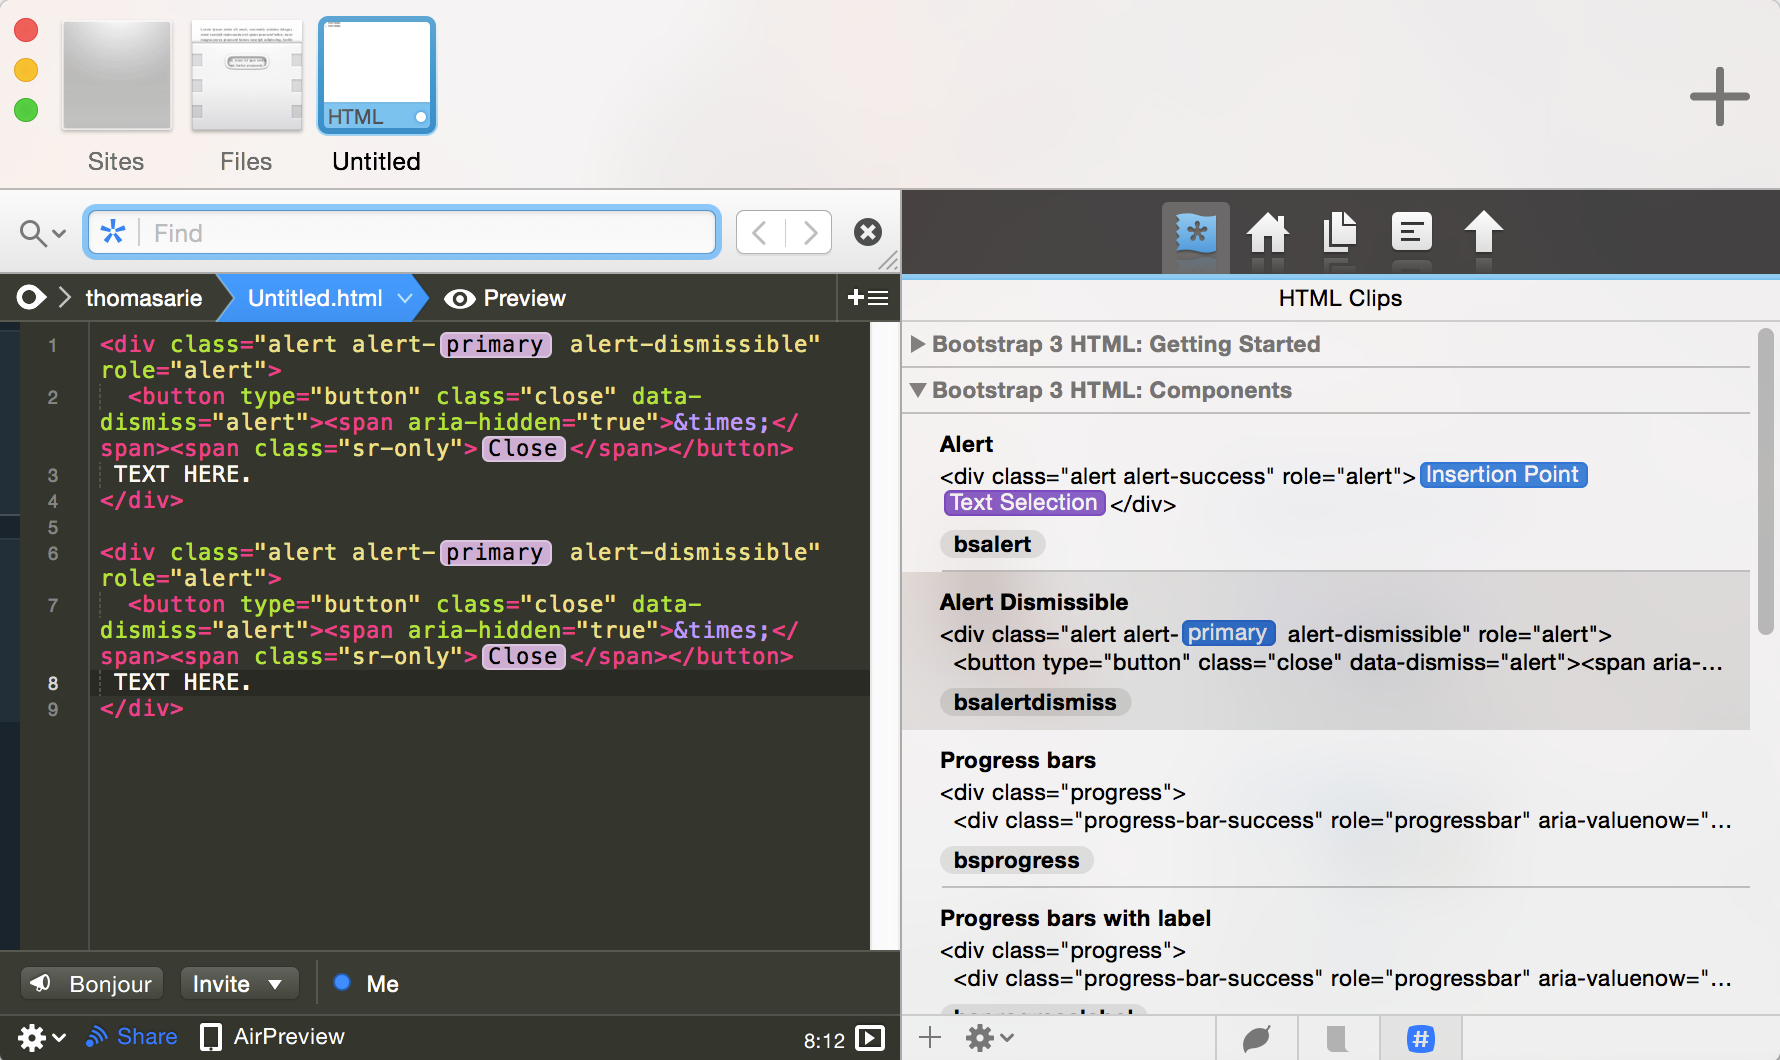 HTML
Sites
Files
Untitled
Find
thomasarie
Untitled.html
Preview
1 <div class="alert alert-primary alert-dismissible"
role="alert">
2 <button type="button" class="close" data-
dismiss="alert"><span aria-hidden="true">&times;</
span><span class="sr-only">Close</span></button>
3 TEXT HERE.
4 </div>
5
6 <div class="alert alert-primary alert-dismissible"
role="alert">
7 <button type="button" class="close" data-
dismiss="alert"><span aria-hidden="true">&times;</
span><span class="sr-only">Close</span></button>
8 TEXT HERE.
9 </div>
Bonjour
Invite
Me
Share
AirPreview
8:12
HTML Clips
Bootstrap 3 HTML: Getting Started
Bootstrap 3 HTML: Components
Alert
<div class="alert alert-success" role="alert">Insertion Point
Text Selection</div>
bsalert
Alert Dismissible
<div class="alert alert-primary alert-dismissible" role="alert">
<button type="button" class="close" data-dismiss="alert"><span aria-...
bsalertdismiss
Progress bars
<div class="progress">
<div class="progress-bar-success" role="progressbar" aria-valuenow="...
bsprogress
Progress bars with label
<div class="progress">
<div class="progress-bar-success" role="progressbar" aria-valuenow="...
#